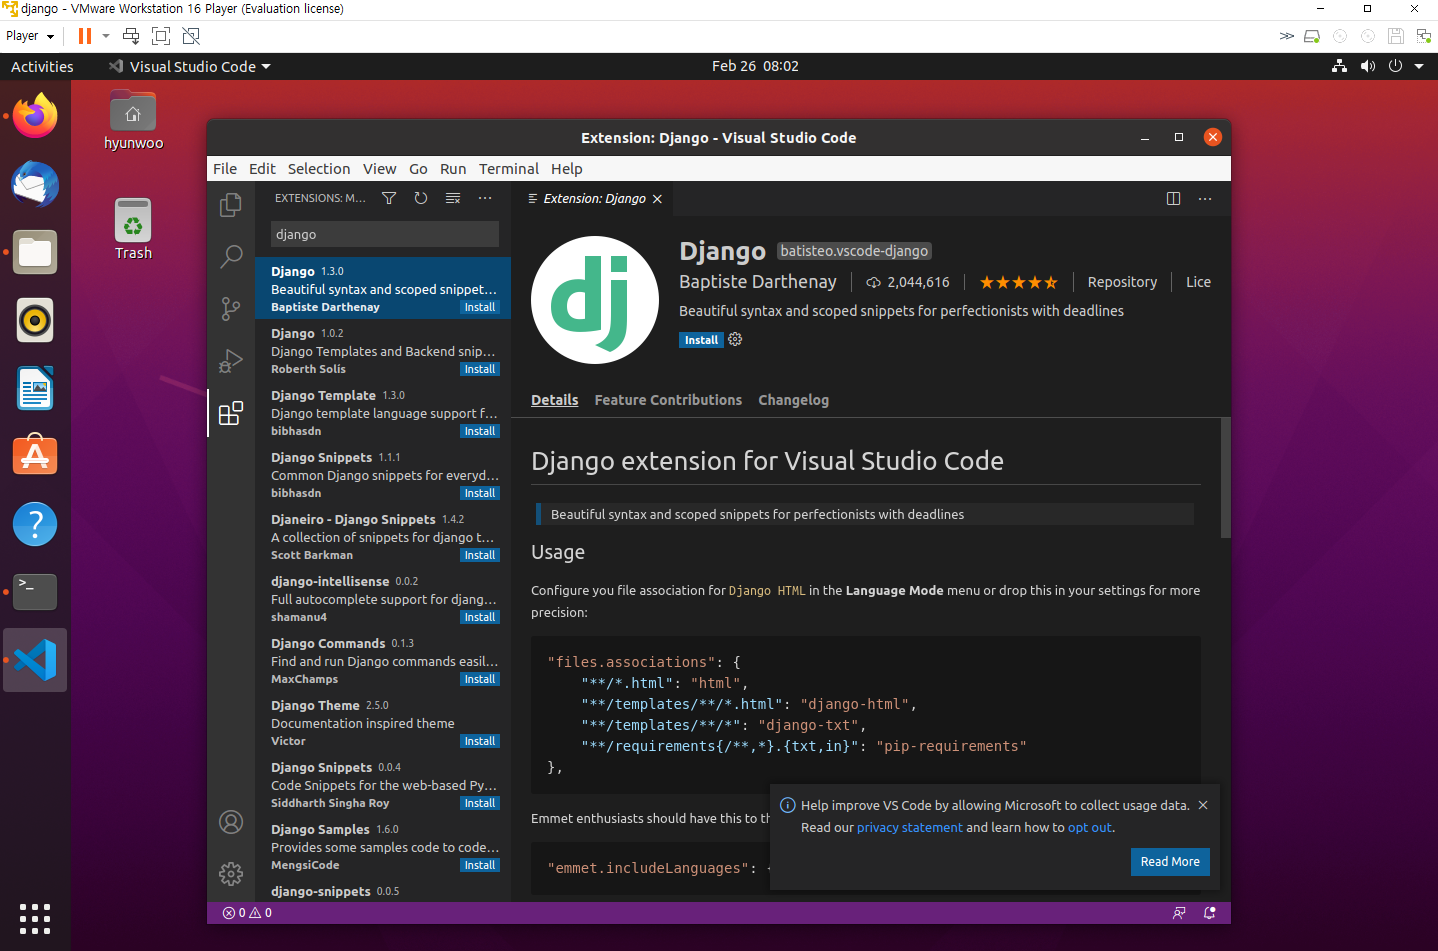 django - VMware Workstation 16 Player (Evaluation license)
Player
Activities
Visual Studio Code
Feb 26 08:02
hyunwoo
Trash
Extension: Django - Visual Studio Code
File Edit Selection View Go Run Terminal Help
EXTENSIONS: M...
django
Django 1.3.0
Beautiful syntax and scoped snippet...
Baptiste Darthenay Install
Django 1.0.2
Django Templates and Backend snip...
Roberth Solis Install
Django Template 1.3.0
Django template language support f...
bibhasdn Install
Django Snippets 1.1.1
Common Django snippets for everyd...
bibhasdn Install
Djaneiro - Django Snippets 1.4.2
A collection of snippets for django t...
Scott Barkman Install
django-intellisense 0.0.2
Full autocomplete support for djang...
shamanu4 Install
Django Commands 0.1.3
Find and run Django commands easil...
MaxChamps Install
Django Theme 2.5.0
Documentation inspired theme
Victor Install
Django Snippets 0.0.4
Code Snippets for the web-based Py...
Siddharth Singha Roy Install
Django Samples 1.6.0
Provides some samples code to code...
MengsiCode Install
django-snippets 0.0.5
Extension: Django
dj
Django batisteo.vscode-django
Baptiste Darthenay 2,044,616 Repository Lice
Beautiful syntax and scoped snippets for perfectionists with deadlines
Install
Details Feature Contributions Changelog
Django extension for Visual Studio Code
Beautiful syntax and scoped snippets for perfectionists with deadlines
Usage
Configure you file association for Django HTML in the Language Mode menu or drop this in your settings for more
precision:
"files.associations": {
"**/*.html": "html",
"**/templates/**/*.html": "django-html",
"**/templates/**/*": "django-txt",
"**/requirements{/**,*}.{txt,in}": "pip-requirements"
},
Emmet enthusiasts should have this to th
"emmet.includeLanguages": {
Help improve VS Code by allowing Microsoft to collect usage data.
Read our privacy statement and learn how to opt out.
Read More
0 0